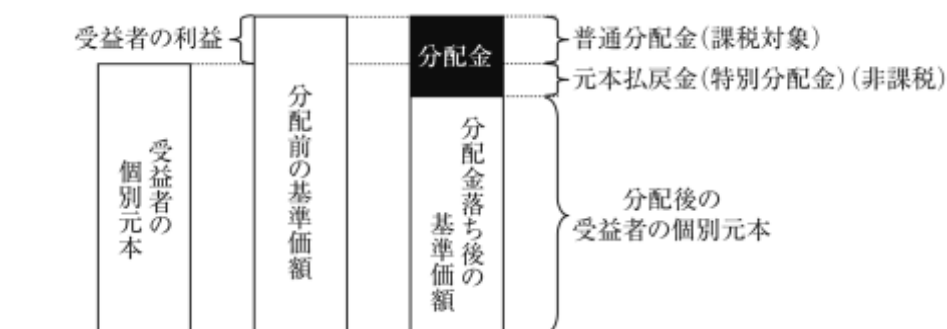 受益者の利益
分配金
普通分配金(課税対象)
元本払戻金(特別分配金)(非課税)
受益者の
個別元本
分配前の基準価額
分配金落ち後の
基準価額
分配後の
受益者の個別元本